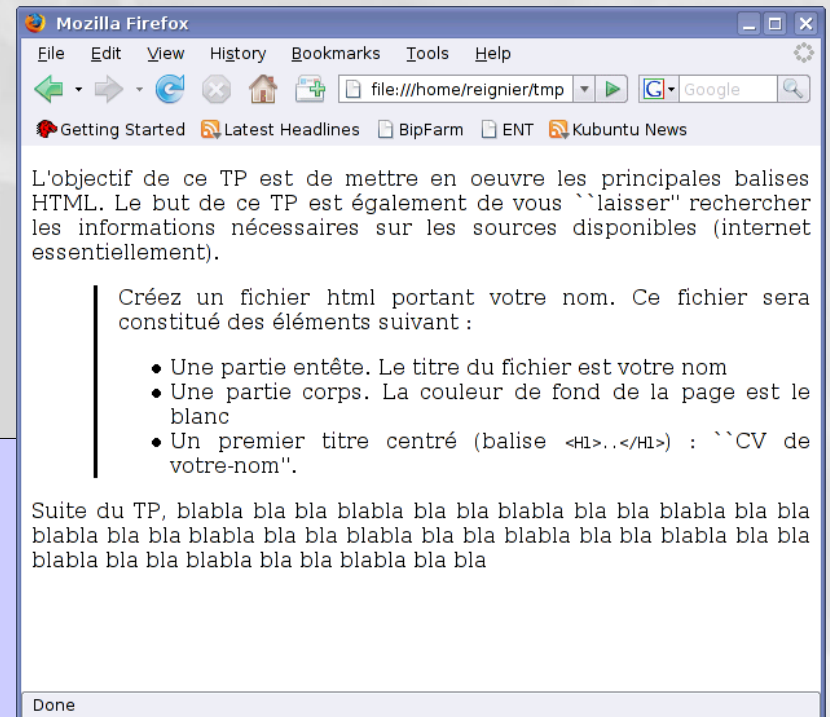 Mozilla Firefox
File Edit View History Bookmarks Tools Help
file:///home/reignier/tmp G Google
Getting Started Latest Headlines BipFarm ENT Kubuntu News
L'objectif de ce TP est de mettre en oeuvre les principales balises
HTML. Le but de ce TP est également de vous ``laisser'' rechercher
les informations nécessaires sur les sources disponibles (internet
essentiellement).
Créez un fichier html portant votre nom. Ce fichier sera
constitué des éléments suivant :
• Une partie entête. Le titre du fichier est votre nom
• Une partie corps. La couleur de fond de la page est le
blanc
• Un premier titre centré (balise <H1>..</H1>) : ``CV de
votre-nom''.
Suite du TP, blabla bla bla blabla bla bla blabla bla bla blabla bla bla
blabla bla bla blabla bla bla blabla bla bla blabla bla bla blabla bla bla
blabla bla bla blabla bla bla blabla bla bla
Done